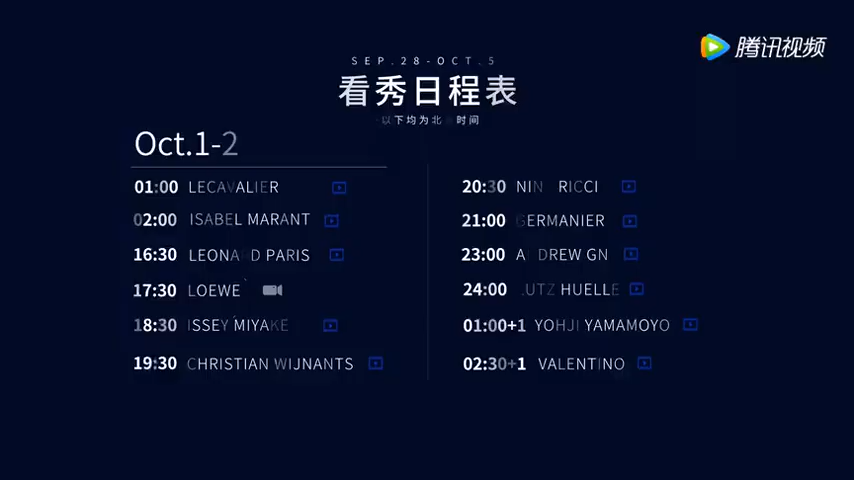 腾讯视频
SEP.28-OCT.5
看秀日程表
以下均为北 时间
Oct.1-2
01:00 LECAVALIER
02:00 ISABEL MARANT
16:30 LEONARD PARIS
17:30 LOEWE
18:30 ISSEY MIYAKE
19:30 CHRISTIAN WIJNANTS
20:30 NIN RICCI
21:00 GERMANIER
23:00 A DREW GN
24:00 LUTZ HUELLE
01:00+1 YOHJI YAMAMOYO
02:30+1 VALENTINO